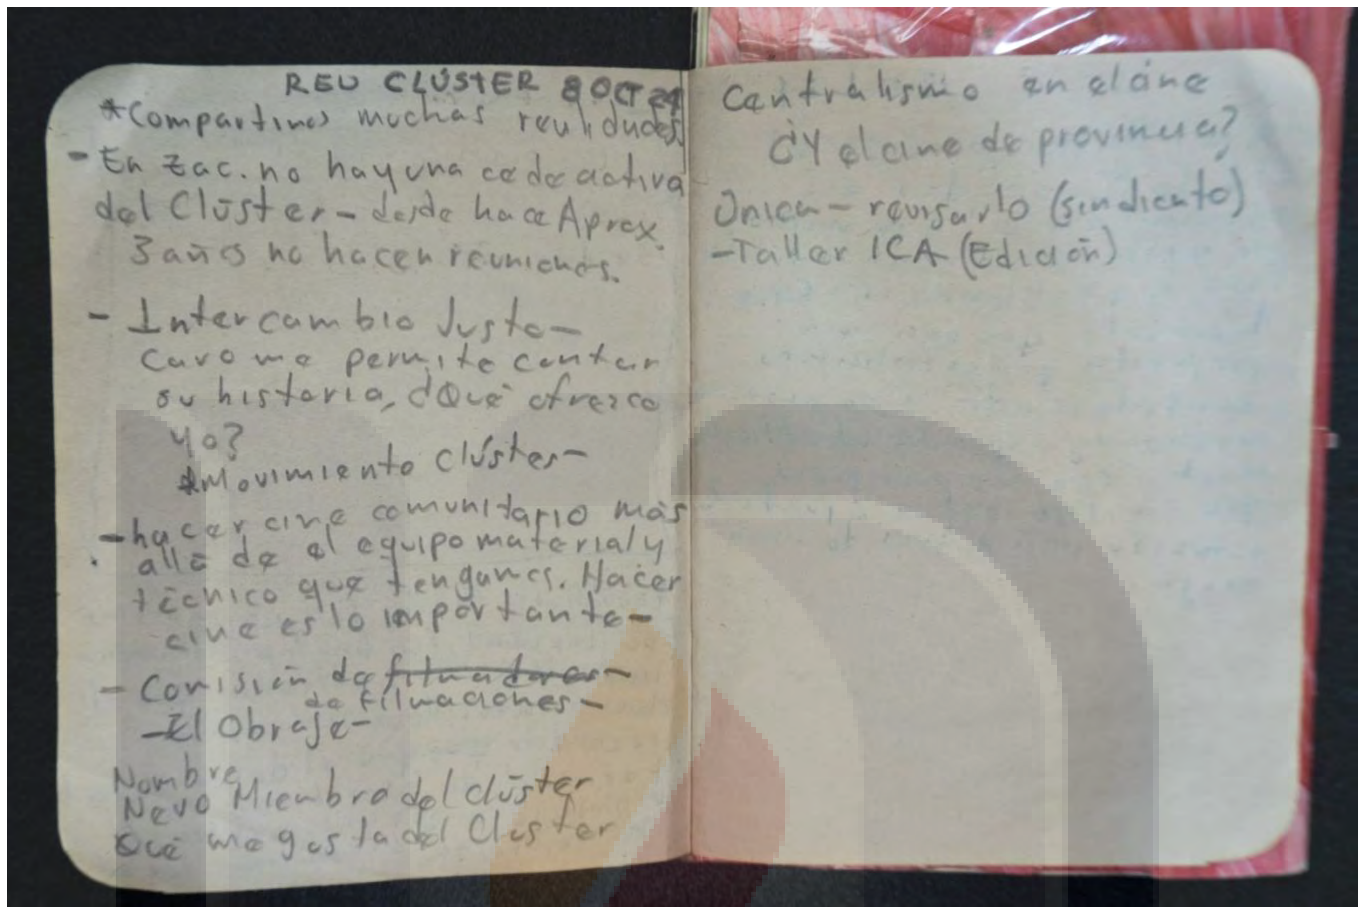 REU CLÚSTER 8 OCT 24
*Compartimos muchas realidades
- En Zac. no hay una cede activa
del Clúster - desde hace Aprox.
3 años no hacen reuniones.
- Intercambio Justo -
cuvo me permite contar
su historia, ¿Qué ofrezco
yo?
*Movimiento clúster -
- hacer cine comunitario más
allá de el equipo material y
técnico que tengamos. Hacer
cine es lo importante -
- Comisión de filmadores -
de filmaciones -
- El Obraje -
Nombre
Nevo Miembro del clúster
Qué me gusta del Cluster
Centralismo en el cine
¿Y el cine de provincia?
Única - revisarlo (sindicato)
- Taller ICA (Edición)